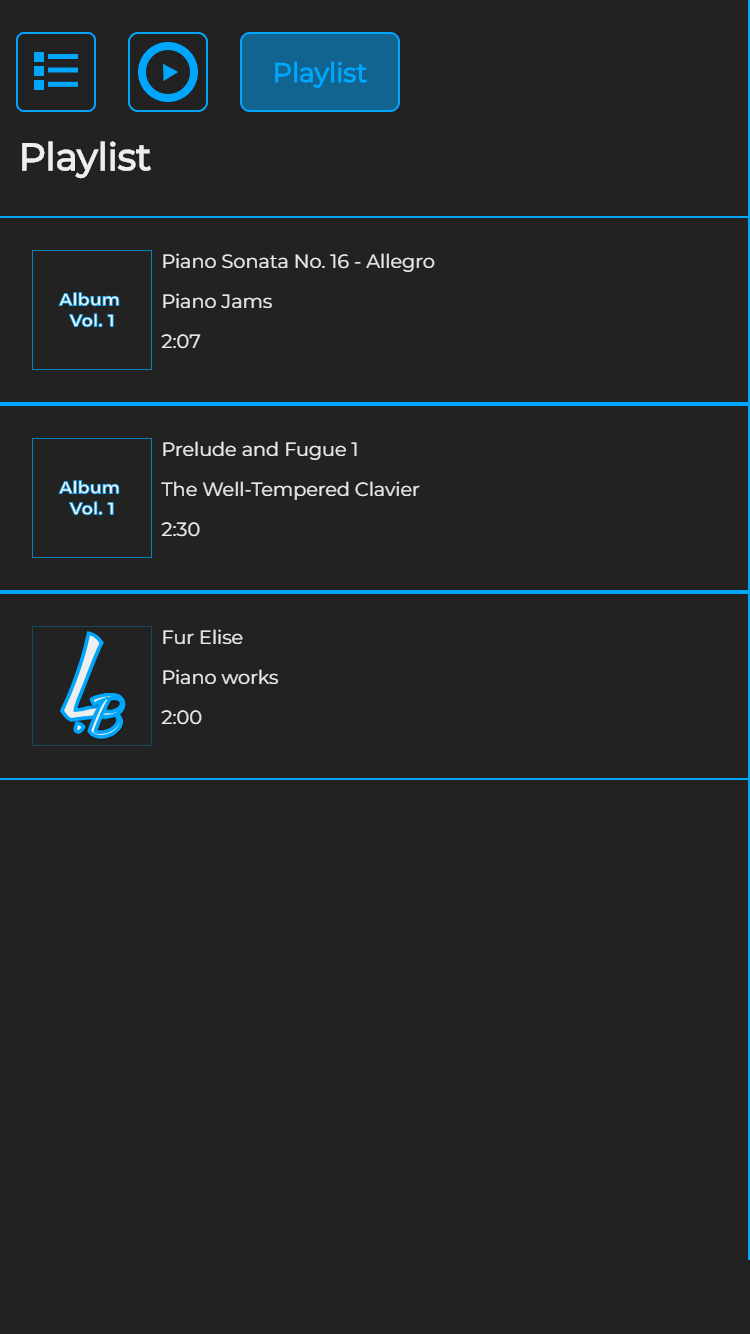 Playlist
Playlist
Piano Sonata No. 16 - Allegro
Album
Vol. 1
Piano Jams
2:07
Prelude and Fugue 1
Album
Vol. 1
The Well-Tempered Clavier
2:30
Fur Elise
L.B
Piano works
2:00